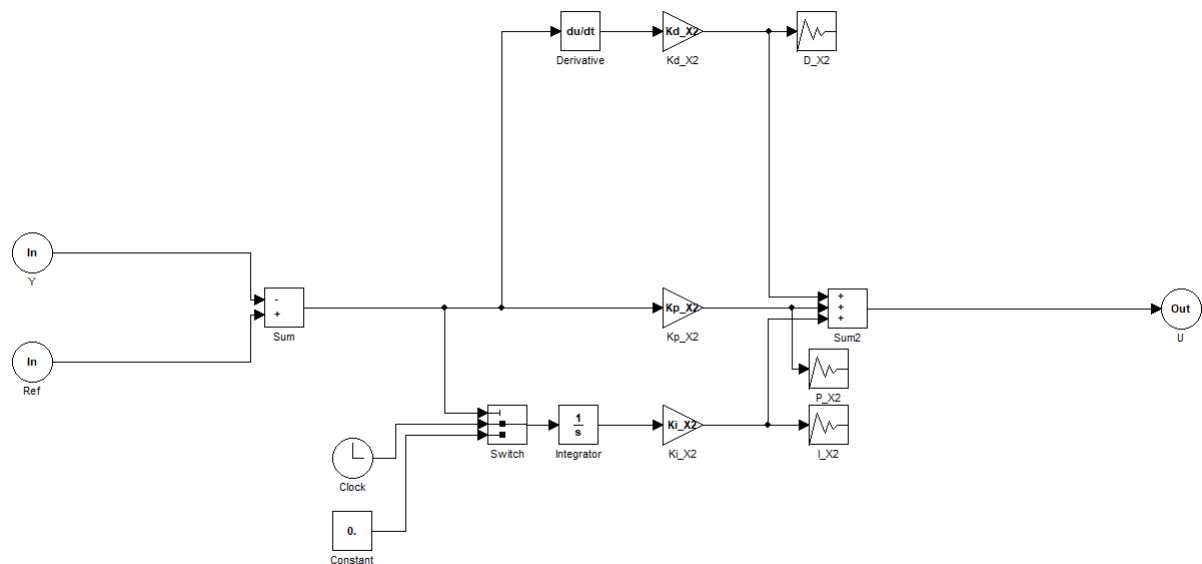 du/dt
Derivative
Kd_X2
Kd_X2
D_X2
In
Y
-
+
Sum
In
Ref
Kp_X2
Kp_X2
+
+
+
Sum2
Out
U
P_X2
Switch
1
s
Integrator
Ki_X2
Ki_X2
I_X2
Clock
0.
Constant